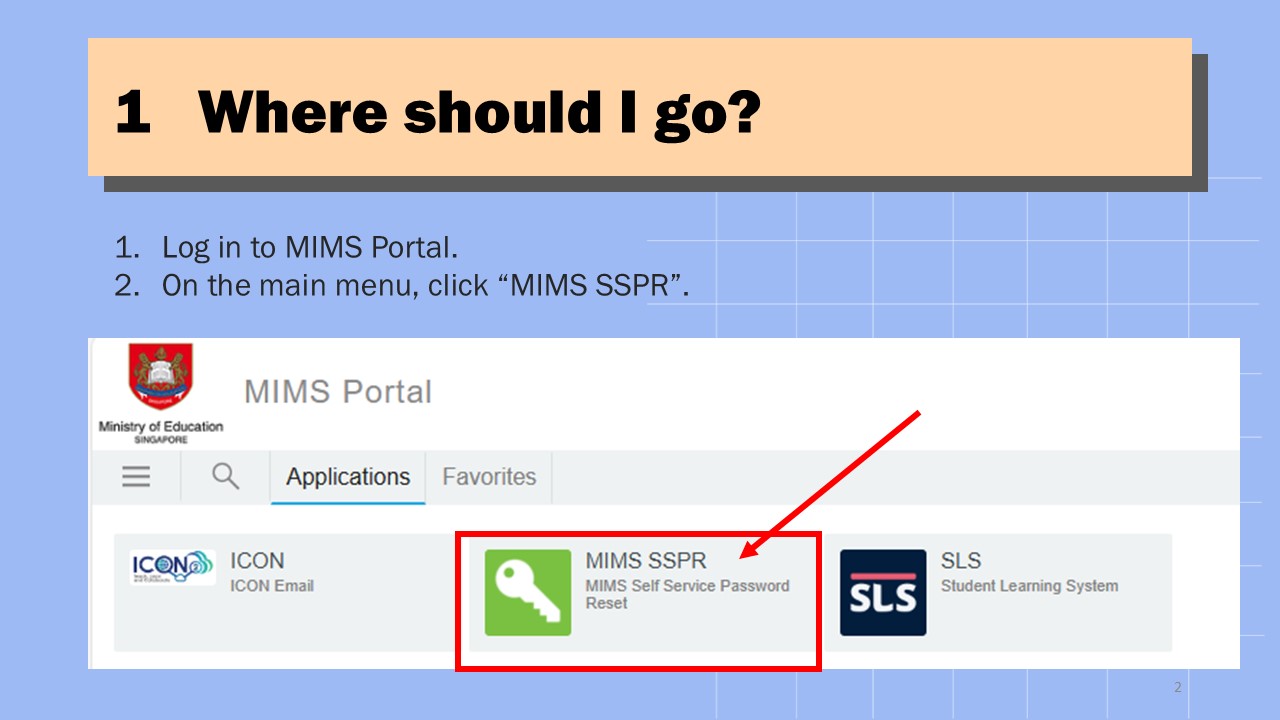 1 Where should I go?
1. Log in to MIMS Portal.
2. On the main menu, click “MIMS SSPR”.
MIMS Portal
Ministry of Education
SINGAPORE
Applications
Favorites
ICON
ICON
ICON Email
MIMS SSPR
MIMS Self Service Password
Reset
SLS
SLS
Student Learning System
2